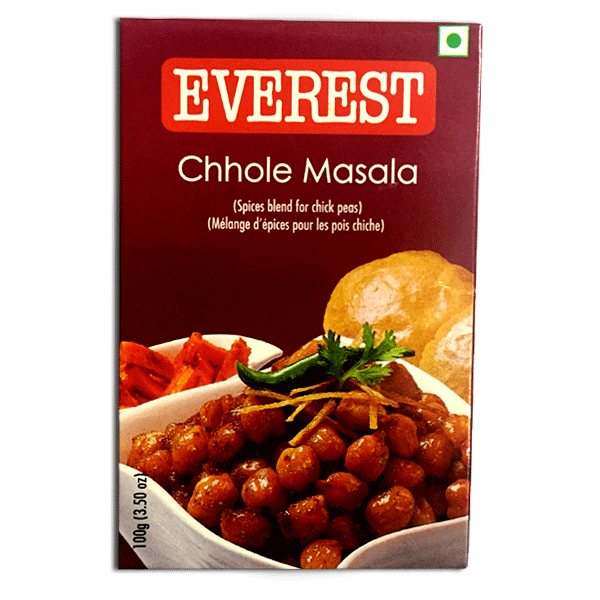 EVEREST
Chhole Masala
(Spices blend for chick peas)
(Mélange d'épices pour les pois chiche)
100g (3.50 oz)